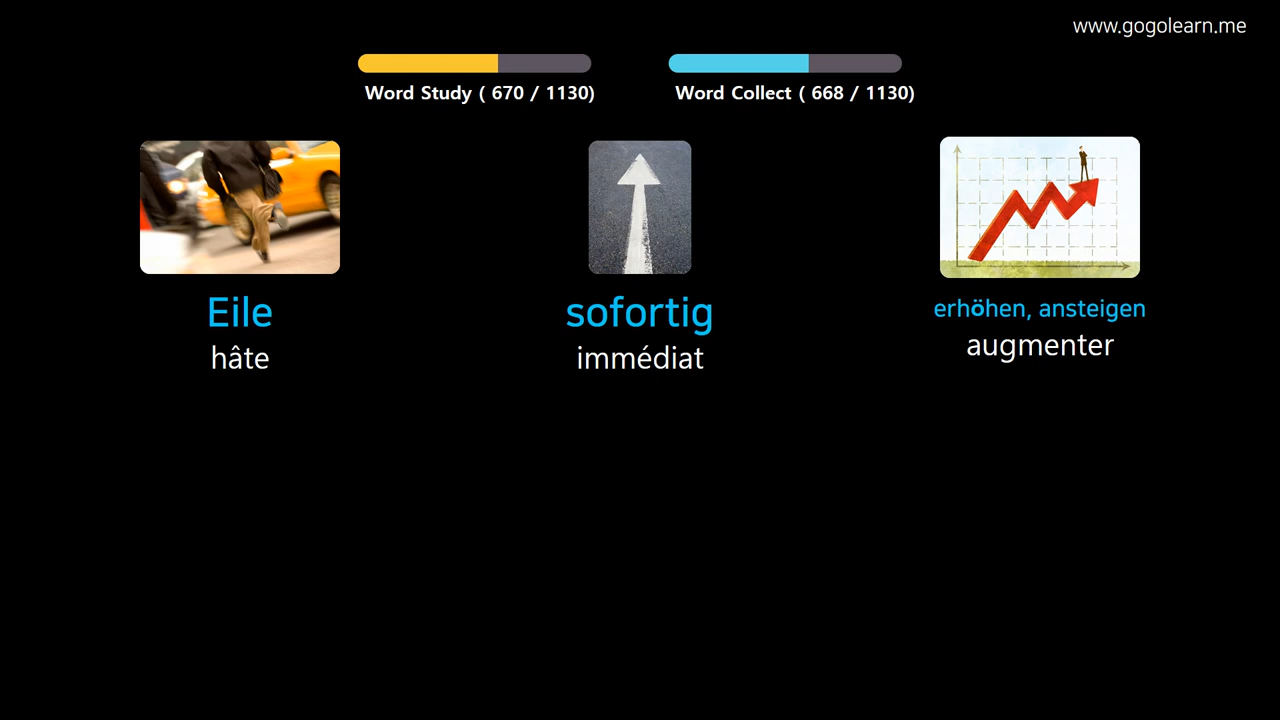 www.gogolearn.me
Word Study ( 670 / 1130)
Word Collect ( 668 / 1130)
Eile
hâte
sofortig
immédiat
erhöhen, ansteigen
augmenter